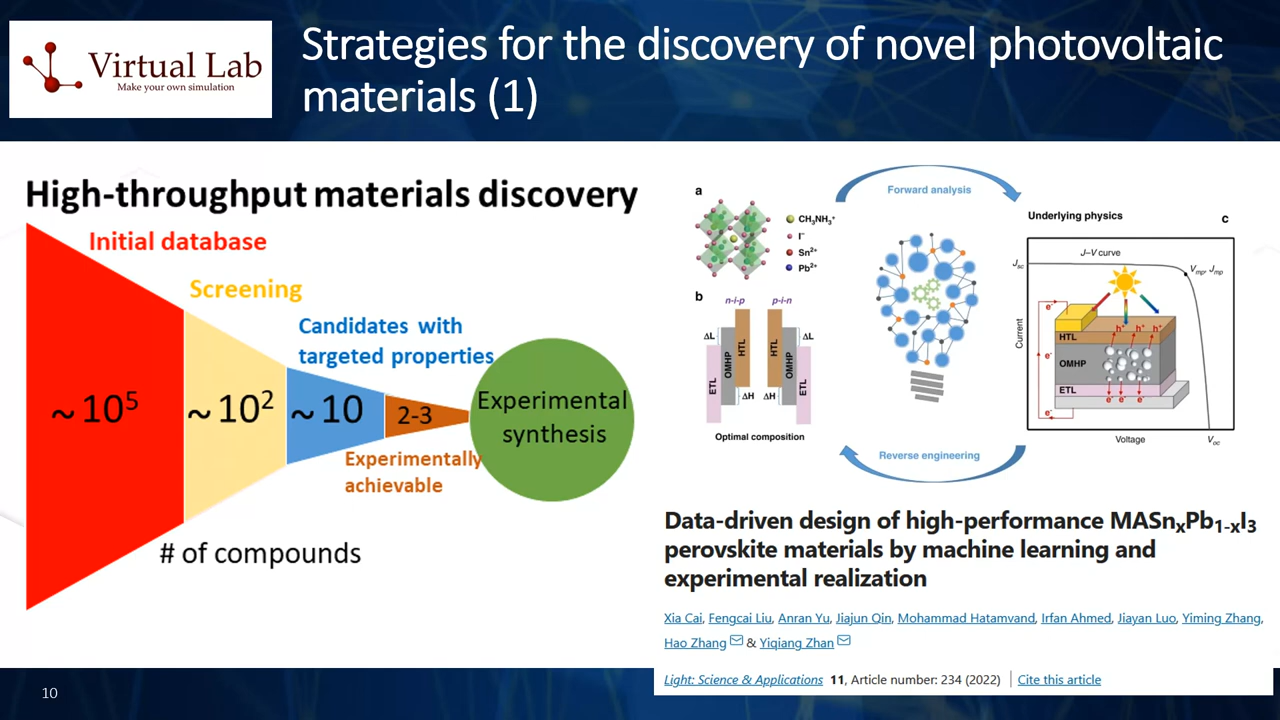 Virtual Lab
Make your own simulation
Strategies for the discovery of novel photovoltaic
materials (1)
High-throughput materials discovery
Initial database
Screening
Candidates with
targeted properties
~ 10⁵
~ 10²
~ 10
2-3
Experimental
synthesis
Experimentally
achievable
# of compounds
a
CH₃NH₃⁺
I⁻
Sn²⁺
Pb²⁺
b
n-i-p
p-i-n
ΔL
ΔL
ETL
OMHP
HTL
HTL
OMHP
ETL
ΔH
ΔH
Optimal composition
Forward analysis
Reverse engineering
Underlying physics
c
J–V curve
Jsc
Vmp, Jmp
Current
e⁻
e⁻
e⁻
HTL
h⁺
h⁺
h⁺
OMHP
ETL
e⁻
e⁻
e⁻
Voltage
Voc
Data-driven design of high-performance MASnₓPb₁₋ₓI₃
perovskite materials by machine learning and
experimental realization
Xia Cai, Fengcai Liu, Anran Yu, Jiajun Qin, Mohammad Hatamvand, Irfan Ahmed, Jiayan Luo, Yiming Zhang,
Hao Zhang & Yiqiang Zhan
Light: Science & Applications 11, Article number: 234 (2022) Cite this article
10